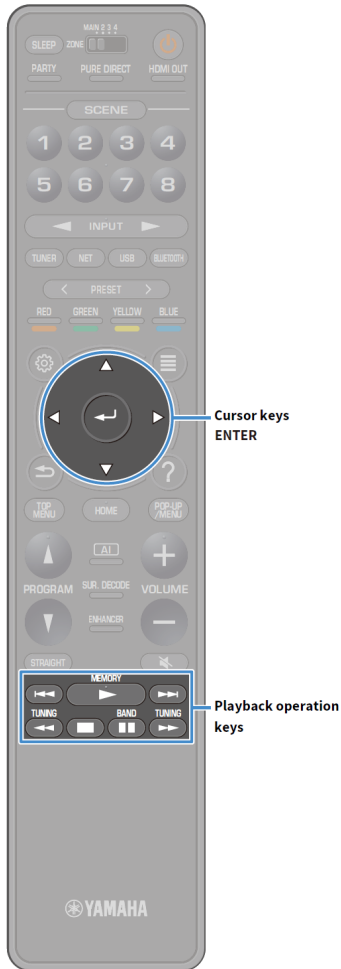 MAIN 2 3 4
SLEEP ZONE
PARTY PURE DIRECT HDMI OUT
SCENE
1 2 3 4
5 6 7 8
INPUT
TUNER NET USB BLUETOOTH
PRESET
RED GREEN YELLOW BLUE
Cursor keys
ENTER
TOP
MENU
HOME
POP-UP
/MENU
AI
PROGRAM SUR. DECODE VOLUME
ENHANCER
STRAIGHT
MEMORY
TUNING BAND TUNING
Playback operation
keys
YAMAHA